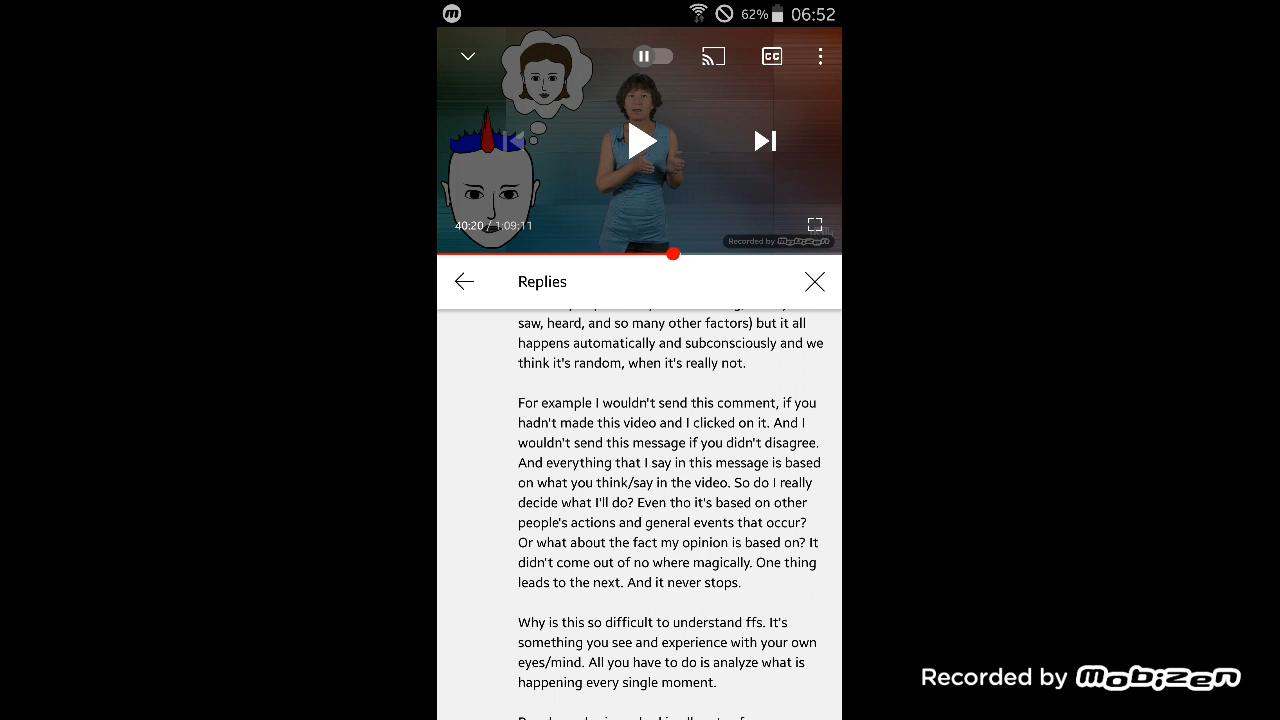 62% 06:52
CC
40:20 / 1:09:11
Recorded by mobizen
Replies
saw, heard, and so many other factors) but it all
happens automatically and subconsciously and we
think it's random, when it's really not.
For example I wouldn't send this comment, if you
hadn't made this video and I clicked on it. And I
wouldn't send this message if you didn't disagree.
And everything that I say in this message is based
on what you think/say in the video. So do I really
decide what I'll do? Even tho it's based on other
people's actions and general events that occur?
Or what about the fact my opinion is based on? It
didn't come out of no where magically. One thing
leads to the next. And it never stops.
Why is this so difficult to understand ffs. It's
something you see and experience with your own
eyes/mind. All you have to do is analyze what is
happening every single moment.
Recorded by mobizen